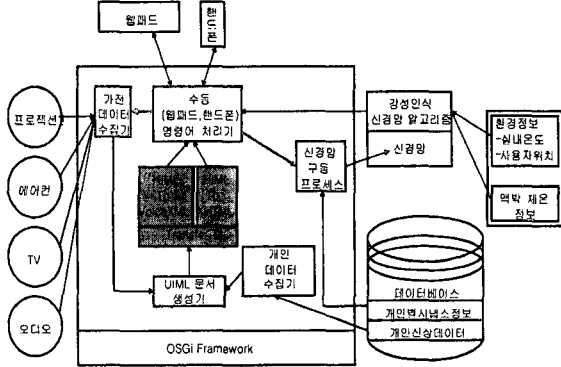 웹패드
핸드폰
프로젝션
에어컨
TV
오디오
가전
데이터
수집기
수동
(웹패드,핸드폰)
명령어 처리기
신경망
구동
프로세스
감성인식
신경망 알고리즘
신경망
환경정보
-실내온도
-사용자위치
맥박 체온
정보
UIML 문서
생성기
개인
데이터
수집기
데이터베이스
개인별시냅스정보
개인신상데이터
OSGi Framework